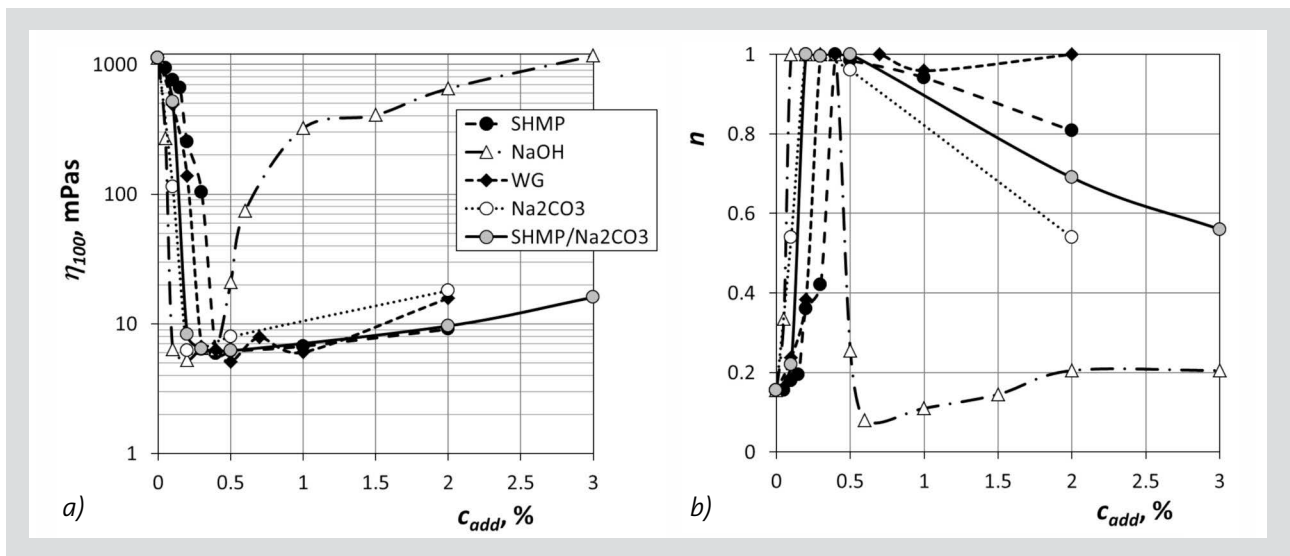 1000
100
10
1
η100, mPas
0 0.5 1 1.5 2 2.5 3
cadd, %
a)
SHMP
NaOH
WG
Na2CO3
SHMP/Na2CO3
1
0.8
0.6
0.4
0.2
0
n
0 0.5 1 1.5 2 2.5 3
cadd, %
b)